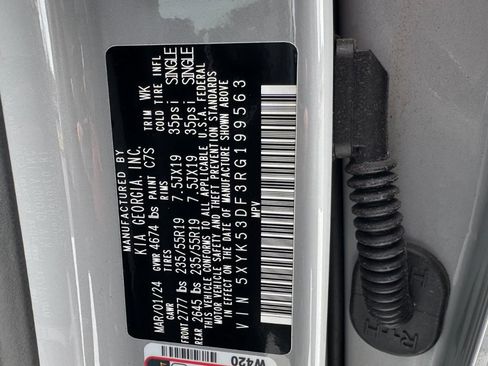 MANUFACTURED BY
KIA GEORGIA, INC.
MAR/01/24 GVWR 4674 lbs PAINT C7S TRIM WK
GAWR TIRES COLD TIRE INFL
FRONT 2777 lbs 235/55R19 7.5JX19 35psi SINGLE
REAR 2645 lbs 235/55R19 7.5JX19 35psi SINGLE
THIS VEHICLE CONFORMS TO ALL APPLICABLE U.S.A. FEDERAL
MOTOR VEHICLE SAFETY AND THEFT PREVENTION STANDARDS
IN EFFECT ON THE DATE OF MANUFACTURE SHOWN ABOVE
VIN 5XYK53DF3RG199563
MPV
W420
R-H